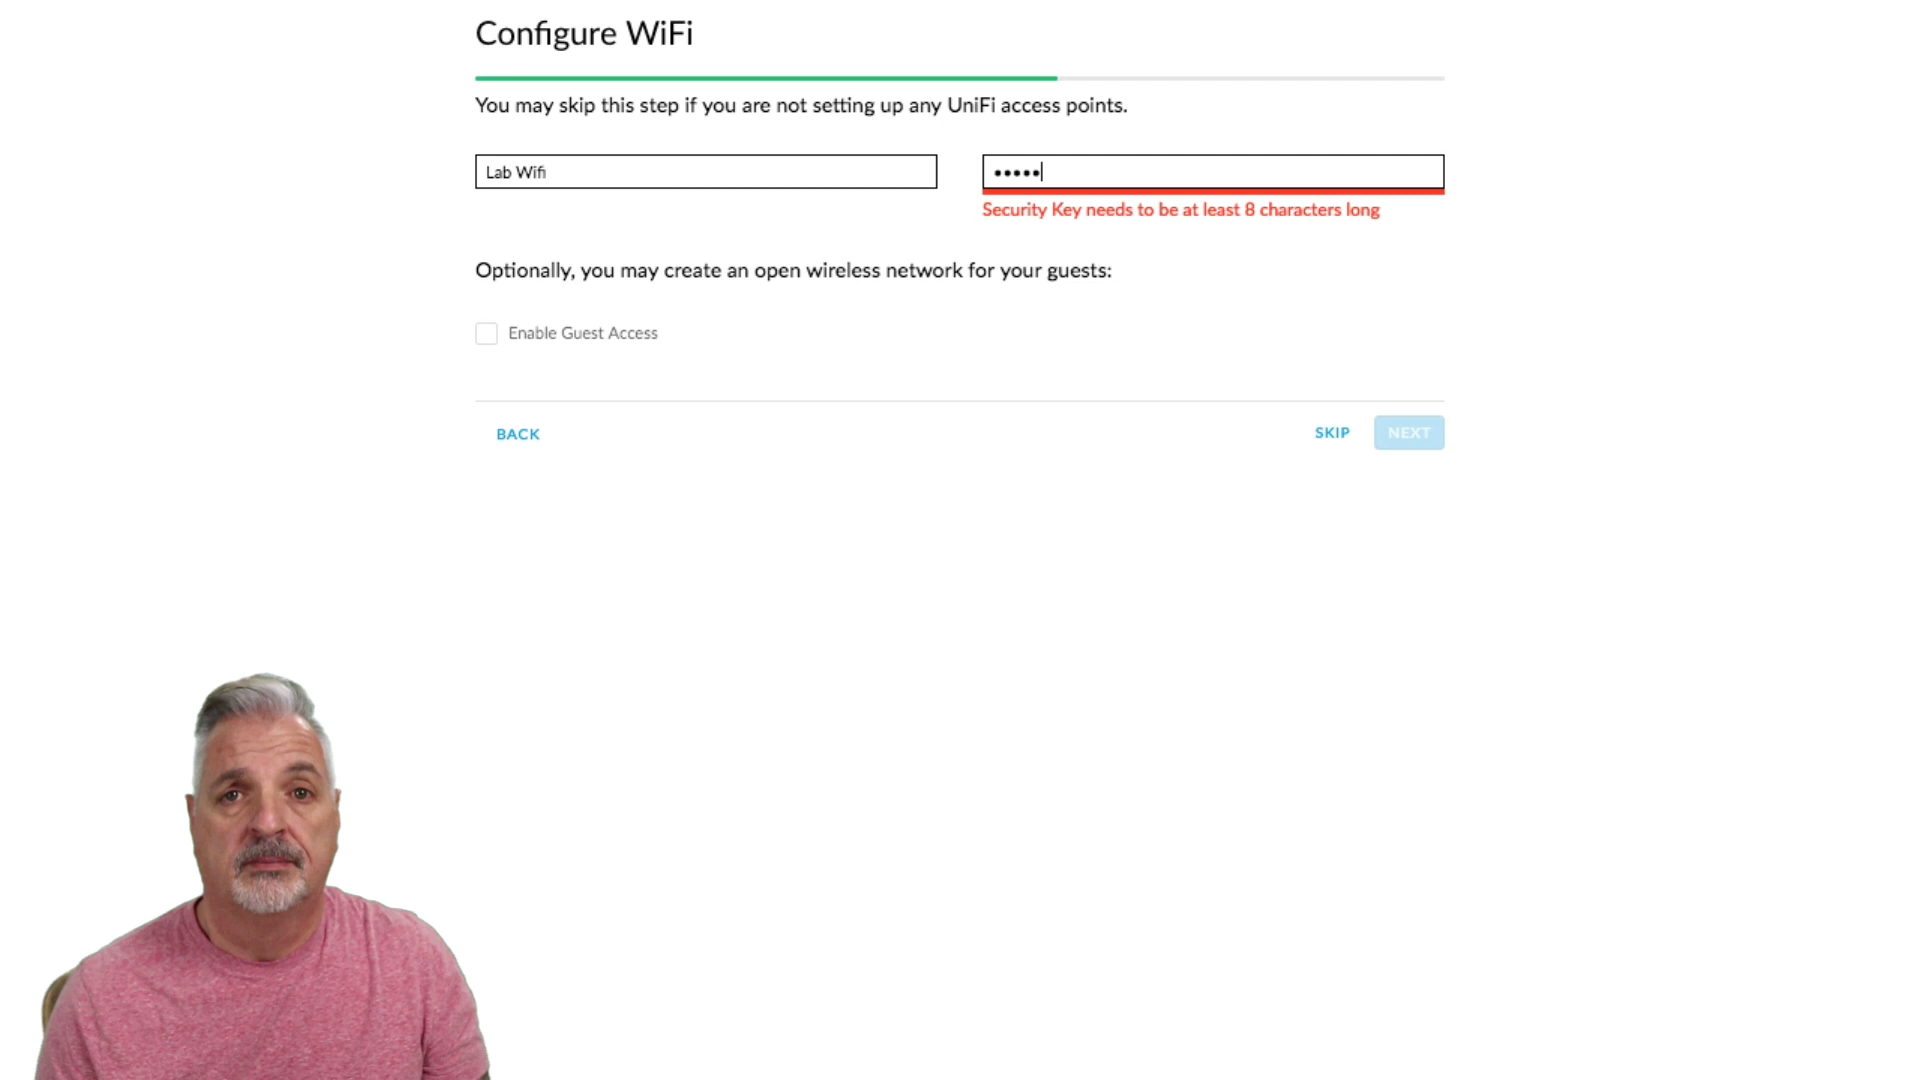 Configure WiFi
You may skip this step if you are not setting up any UniFi access points.
Lab Wifi
•••••
Security Key needs to be at least 8 characters long
Optionally, you may create an open wireless network for your guests:
Enable Guest Access
BACK
SKIP
NEXT